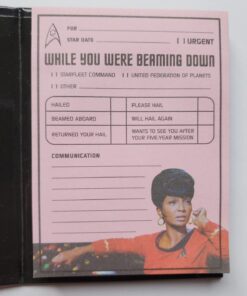 FOR
STAR DATE [ ] URGENT
WHILE YOU WERE BEAMING DOWN
[ ] STARFLEET COMMAND [ ] UNITED FEDERATION OF PLANETS
[ ] OTHER
HAILED PLEASE HAIL
BEAMED ABOARD WILL HAIL AGAIN
RETURNED YOUR HAIL WANTS TO SEE YOU AFTER
YOUR FIVE-YEAR MISSION
COMMUNICATION